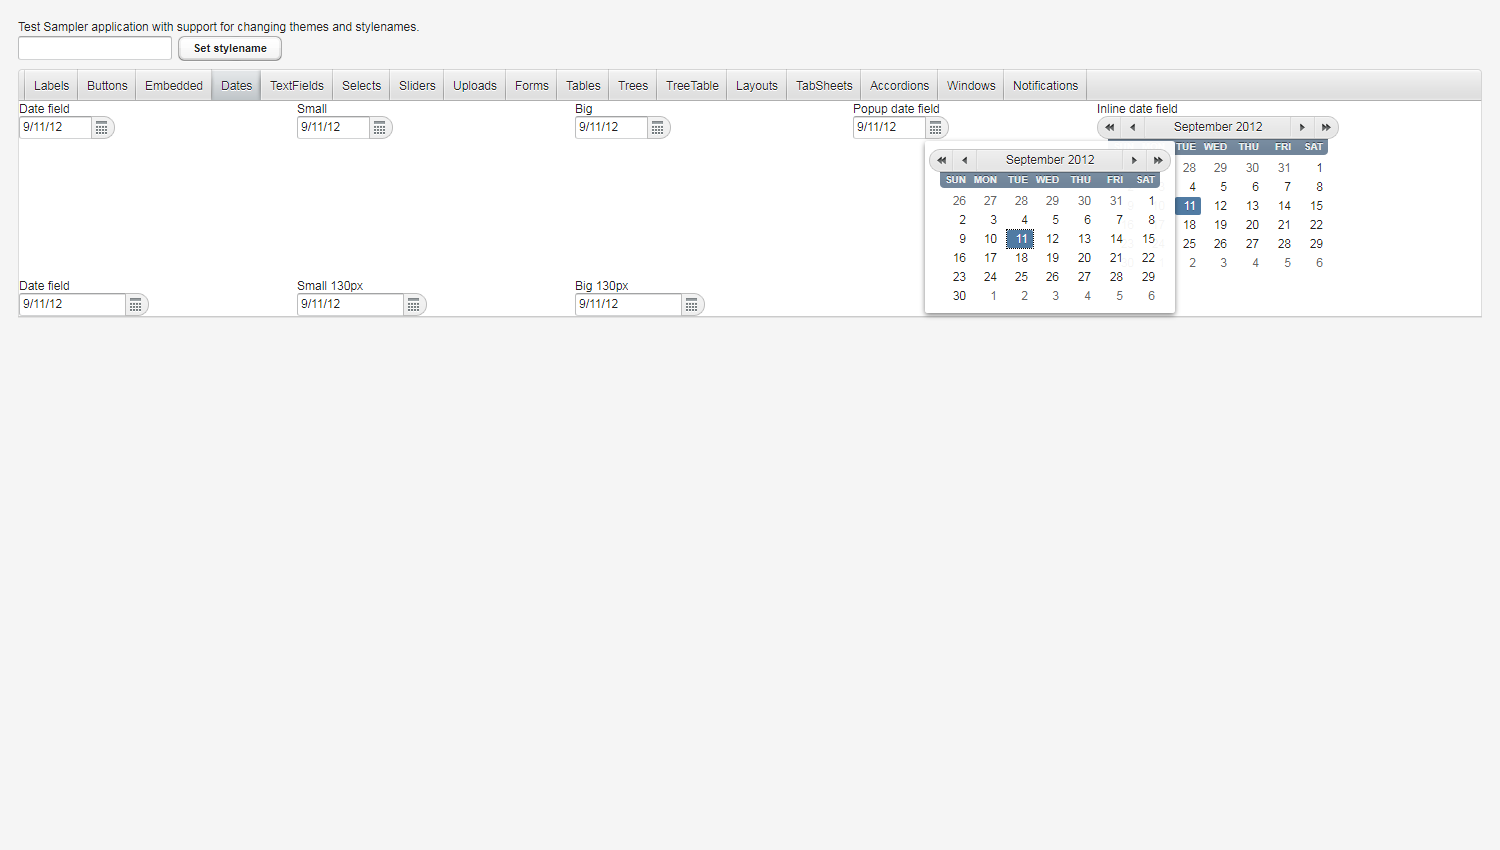 Test Sampler application with support for changing themes and stylenames.
Set stylename
Labels Buttons Embedded Dates TextFields Selects Sliders Uploads Forms Tables Trees TreeTable Layouts TabSheets Accordions Windows Notifications
Date field Small Big Popup date field Inline date field
9/11/12 9/11/12 9/11/12 9/11/12 September 2012
TUE WED THU FRI SAT
28 29 30 31 1
4 5 6 7 8
11 12 13 14 15
18 19 20 21 22
25 26 27 28 29
2 3 4 5 6
September 2012
SUN MON TUE WED THU FRI SAT
26 27 28 29 30 31 1
2 3 4 5 6 7 8
9 10 11 12 13 14 15
16 17 18 19 20 21 22
23 24 25 26 27 28 29
30 1 2 3 4 5 6
Date field Small 130px Big 130px
9/11/12 9/11/12 9/11/12